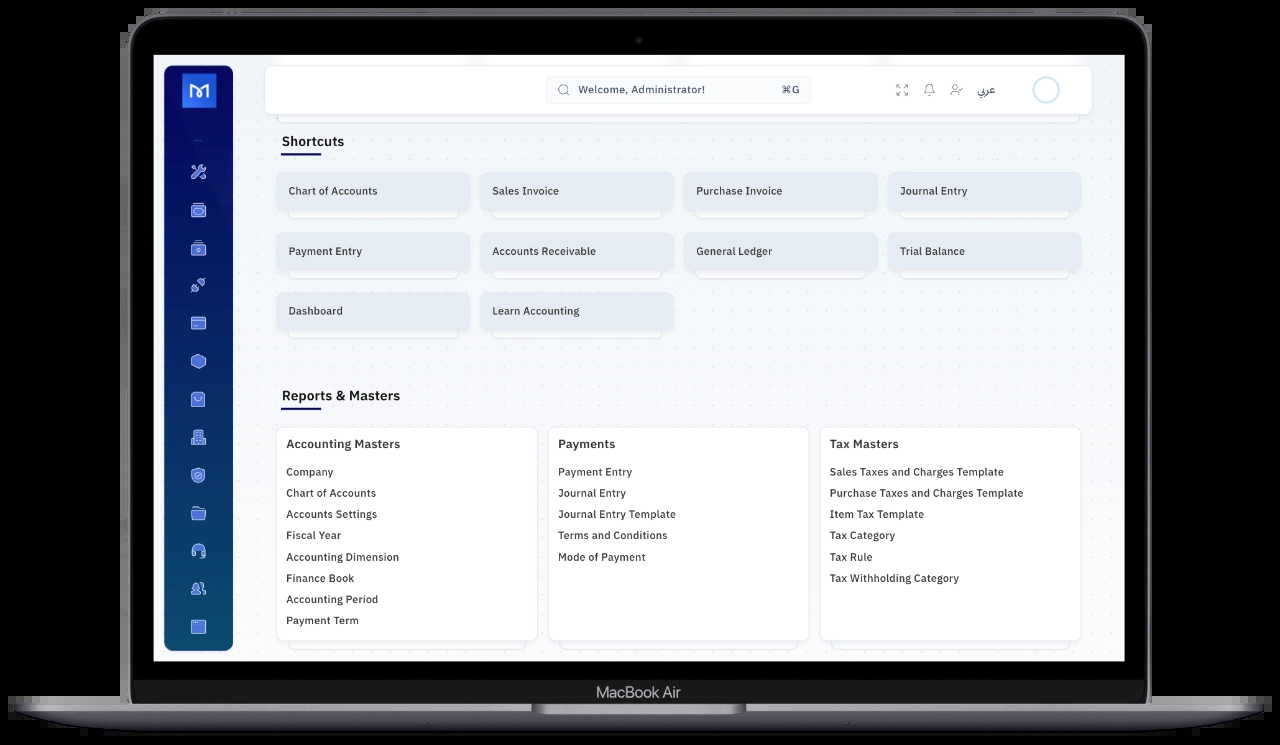 Welcome, Administrator!
⌘G
عربي
Shortcuts
Chart of Accounts
Sales Invoice
Purchase Invoice
Journal Entry
Payment Entry
Accounts Receivable
General Ledger
Trial Balance
Dashboard
Learn Accounting
Reports & Masters
Accounting Masters
Company
Chart of Accounts
Accounts Settings
Fiscal Year
Accounting Dimension
Finance Book
Accounting Period
Payment Term
Payments
Payment Entry
Journal Entry
Journal Entry Template
Terms and Conditions
Mode of Payment
Tax Masters
Sales Taxes and Charges Template
Purchase Taxes and Charges Template
Item Tax Template
Tax Category
Tax Rule
Tax Withholding Category
MacBook Air